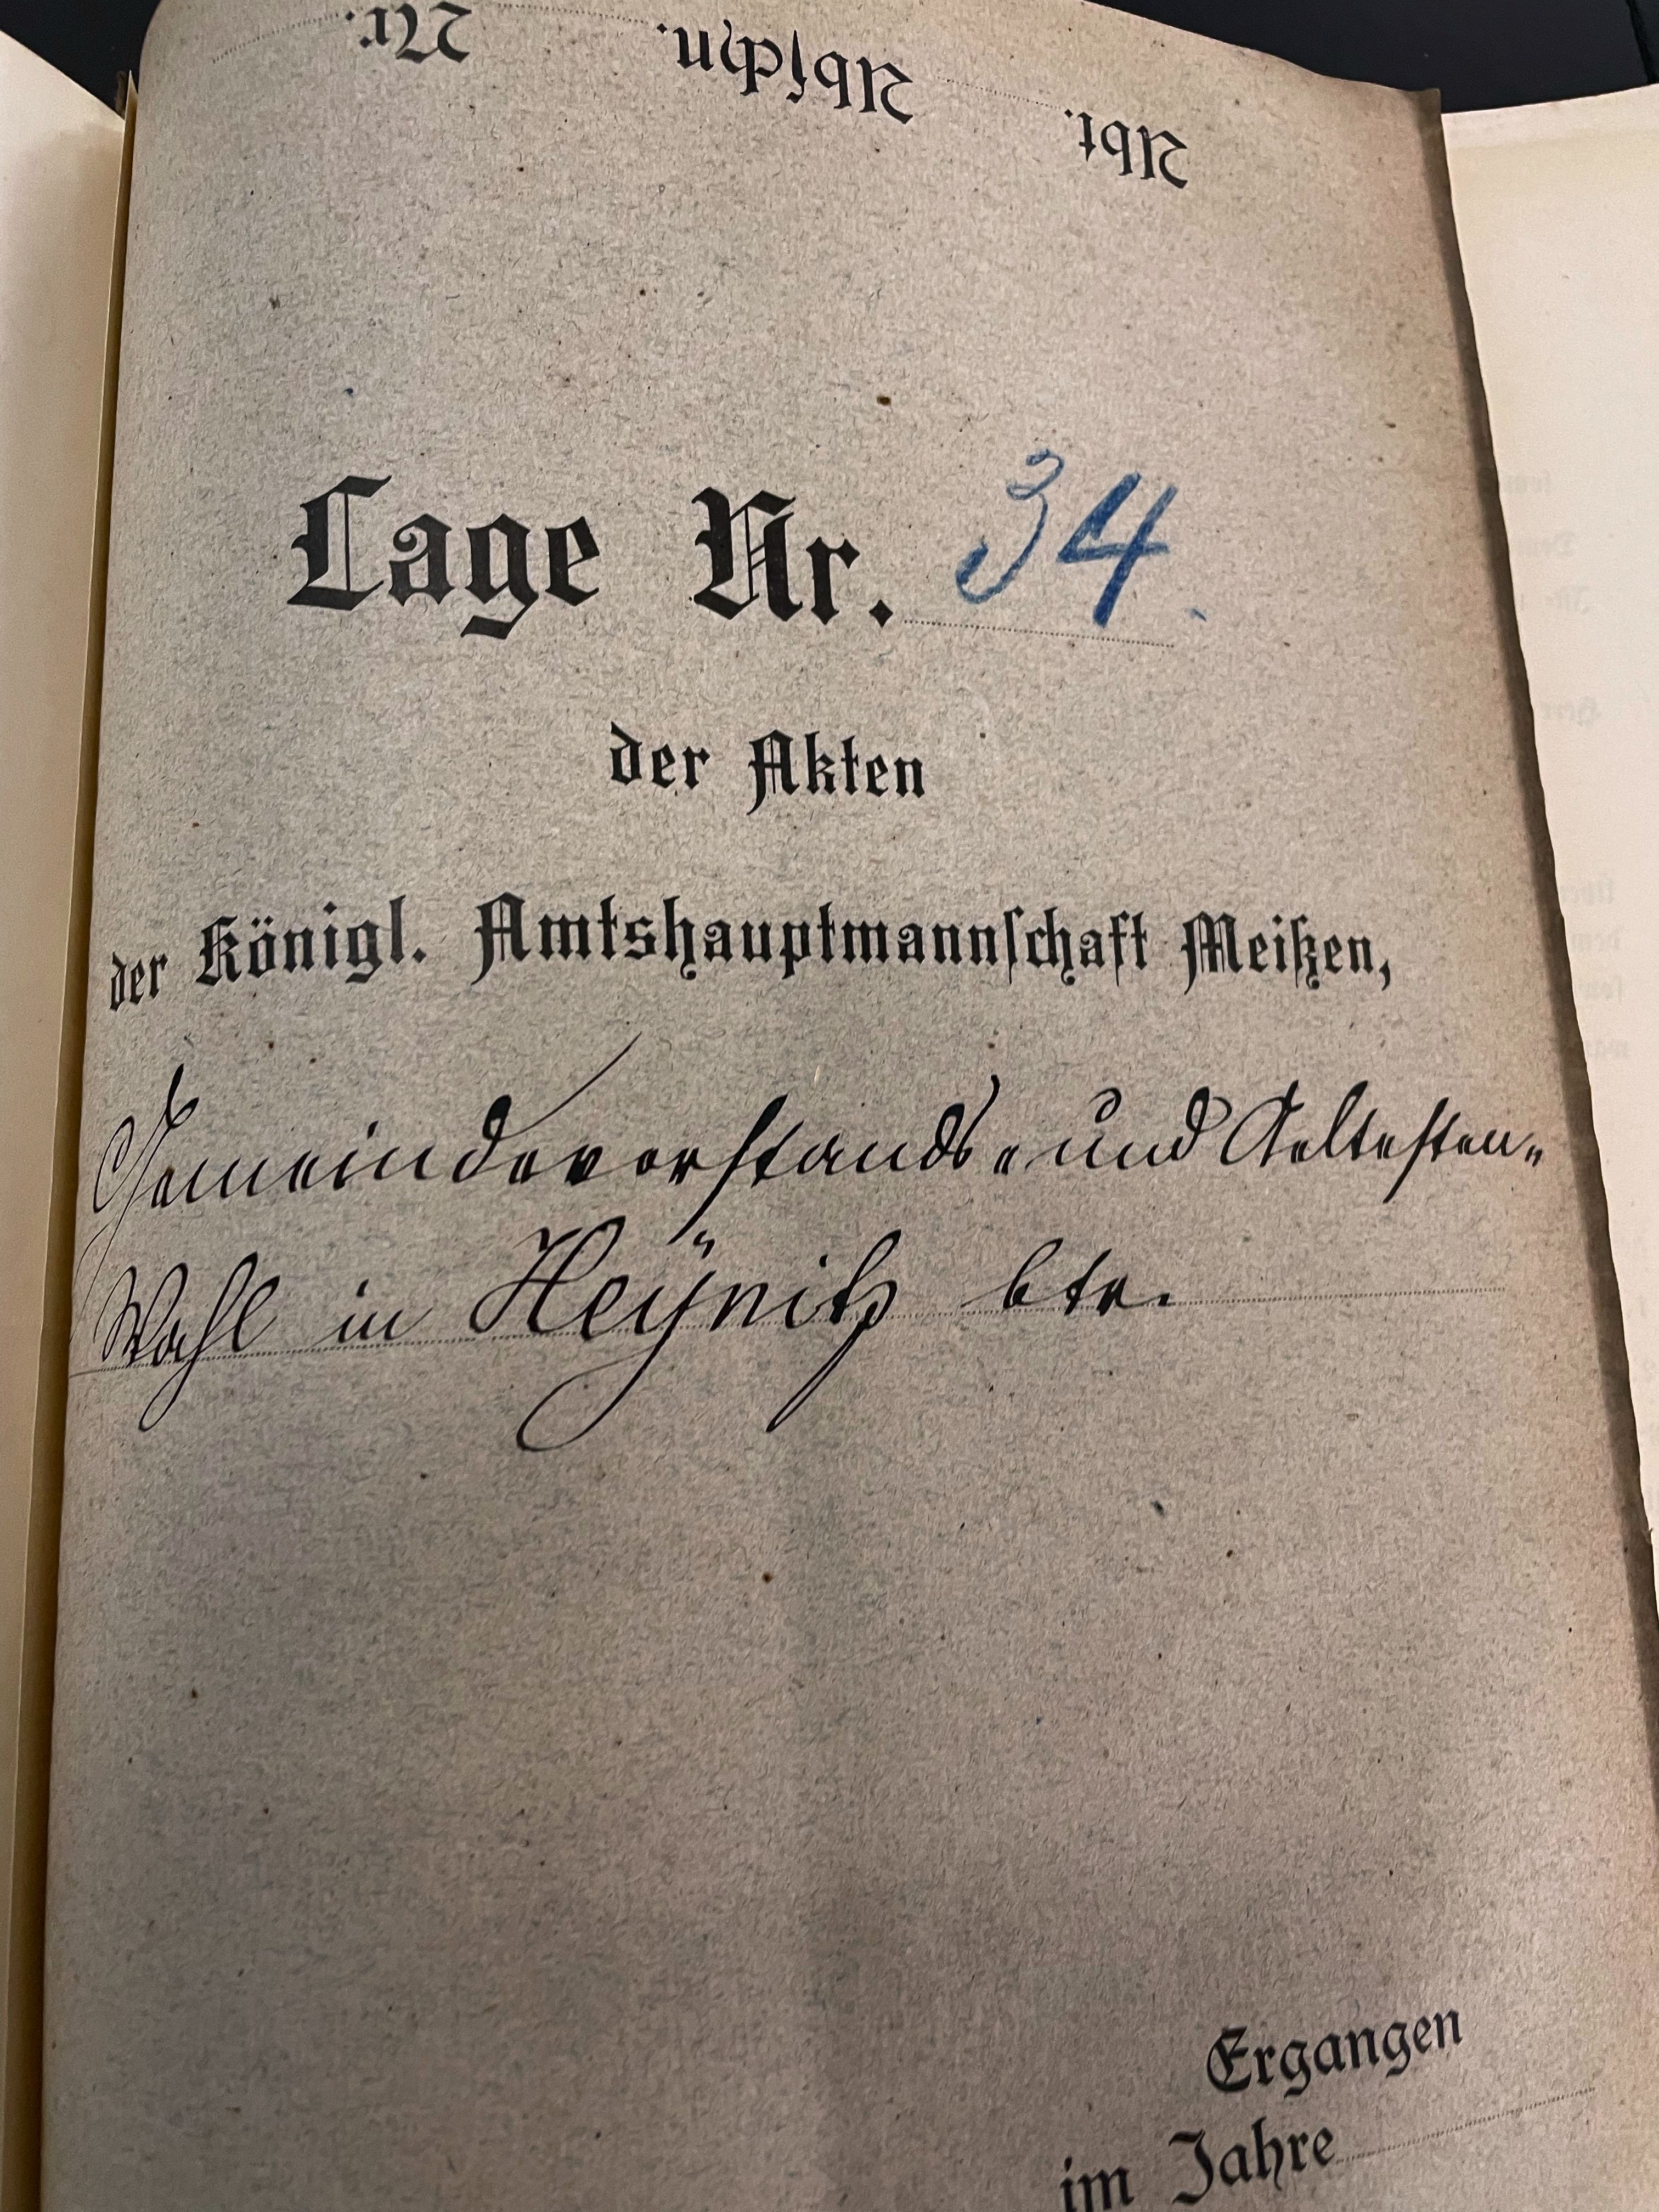 Nr.
Abschn.
Abt.
Lage Nr. 34.
der Akten
der Königl. Amtshauptmannschaft Meißen,
Gemeindevorstands- und Aeltesten-
Wahl in Heÿnitz btr.
Ergangen
im Jahre